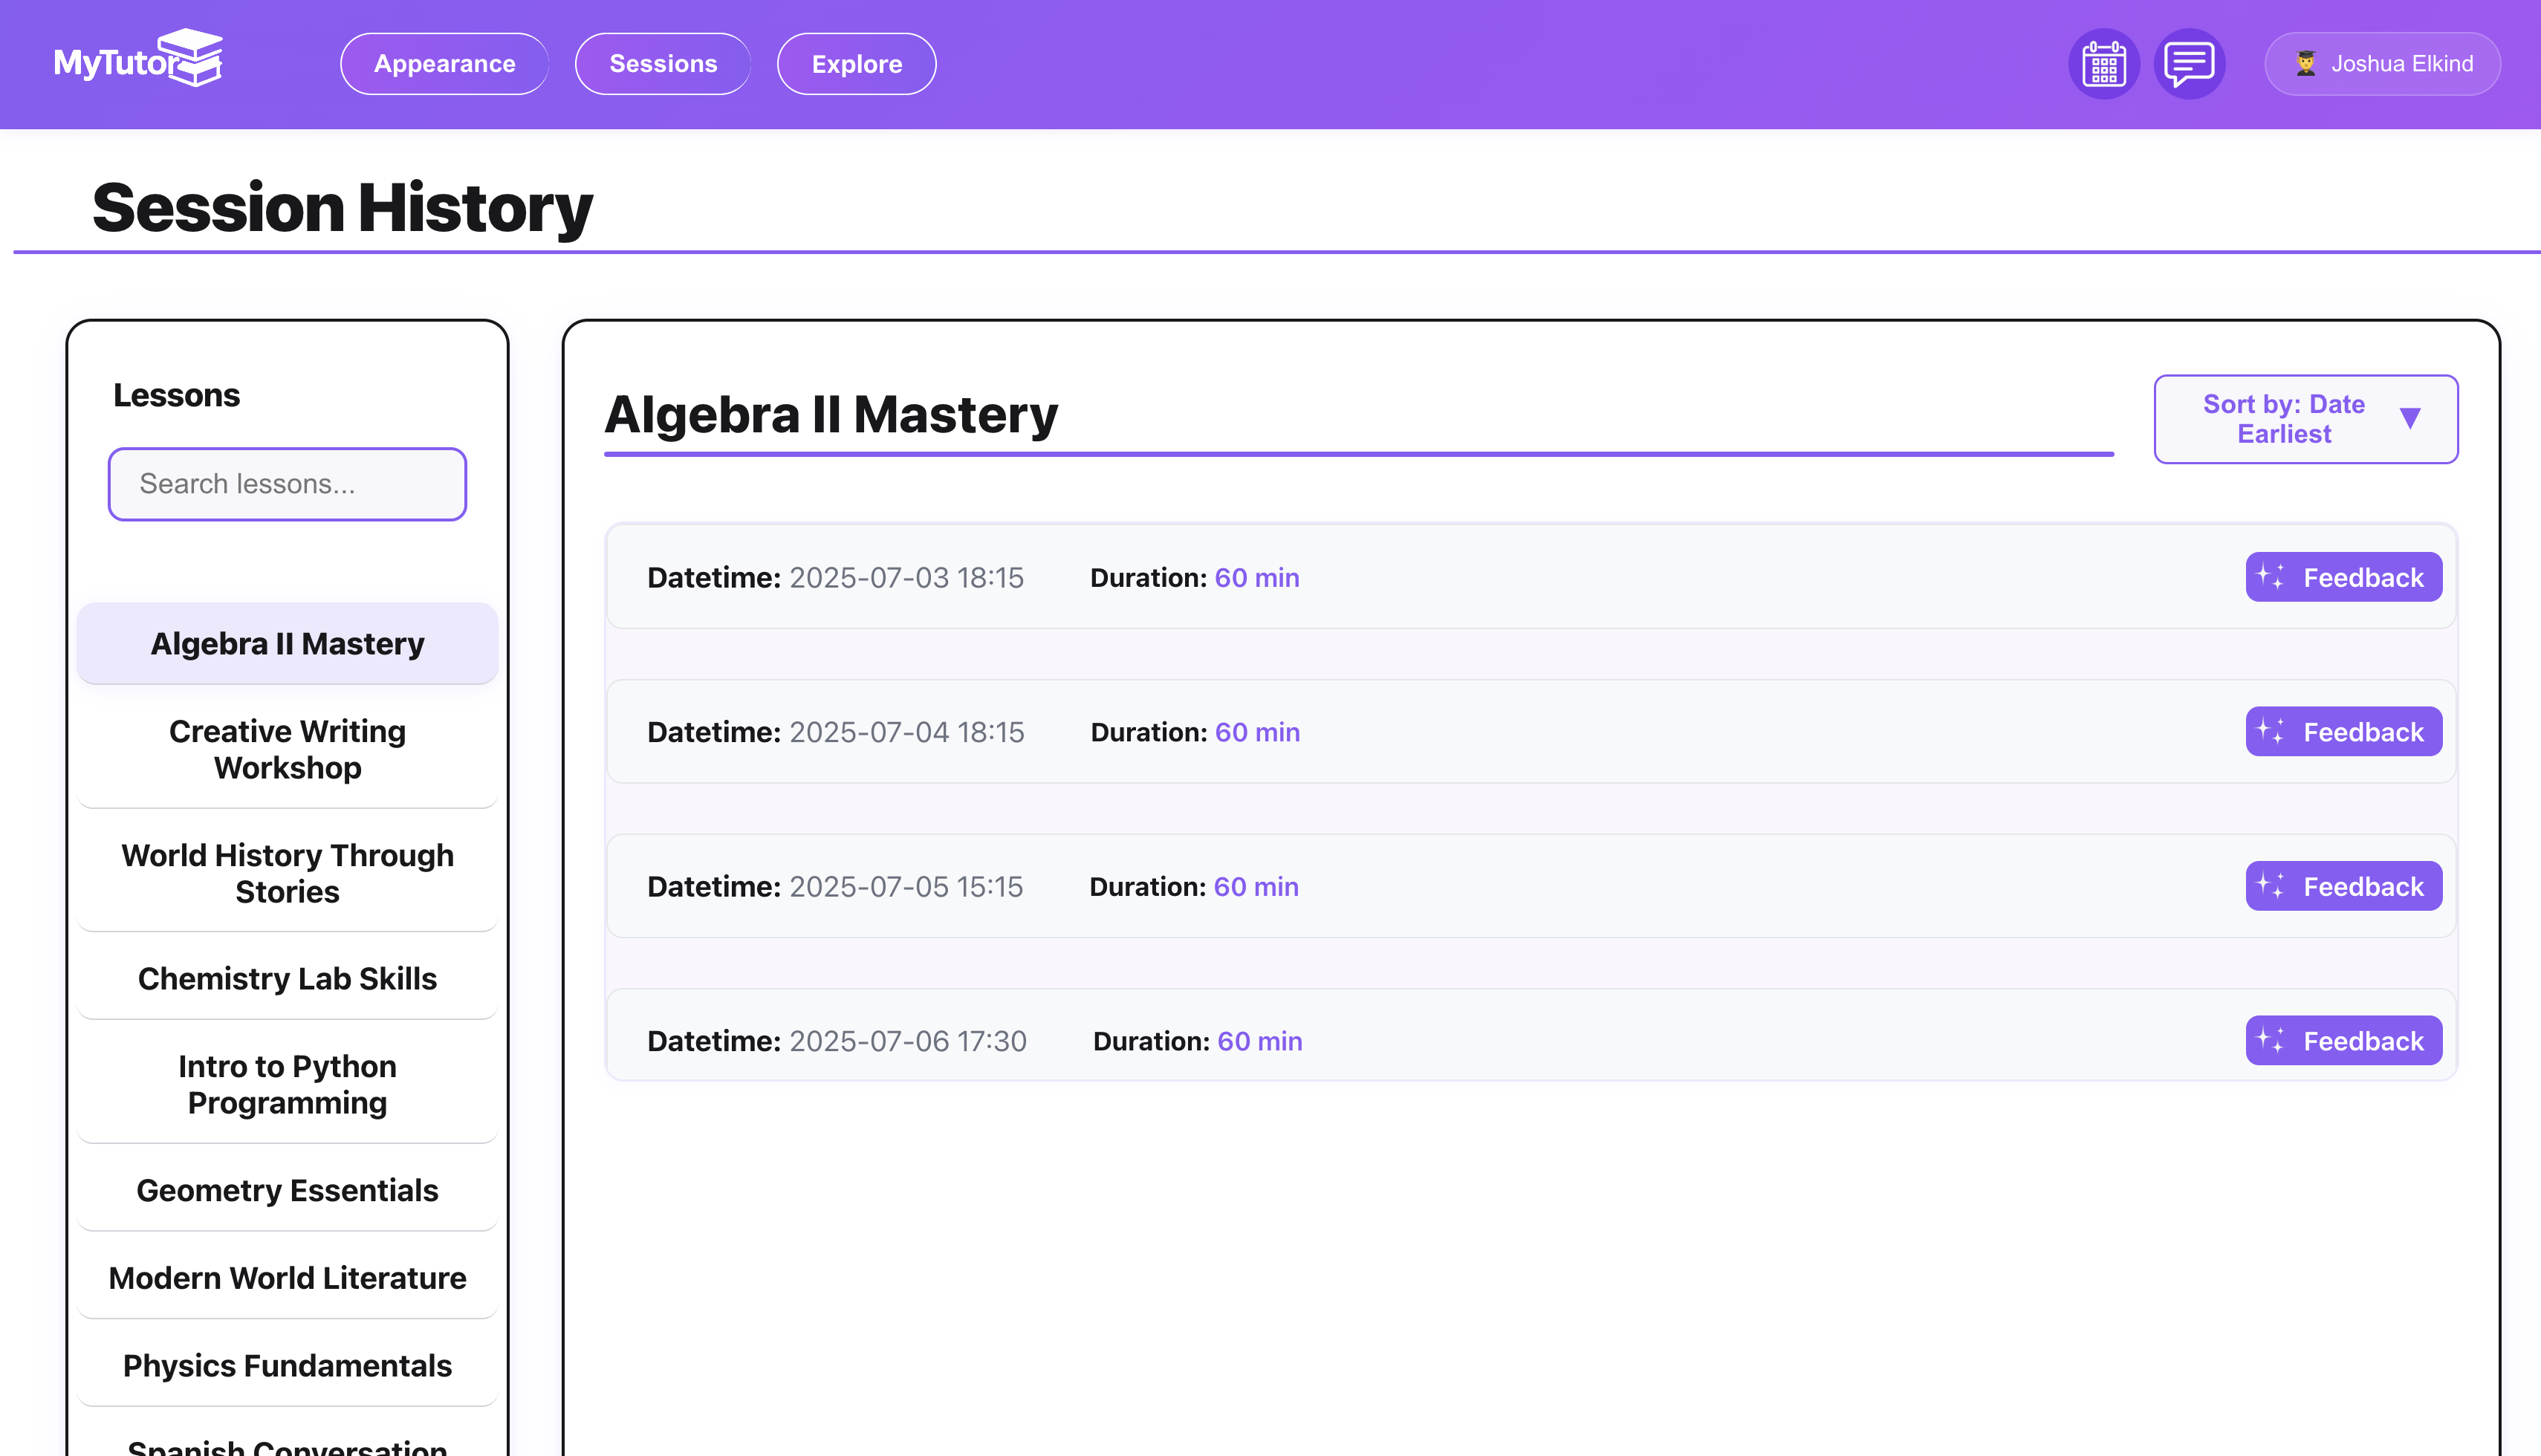 MyTutor
Appearance
Sessions
Explore
Joshua Elkind
Session History
Lessons
Search lessons...
Algebra II Mastery
Creative Writing
Workshop
World History Through
Stories
Chemistry Lab Skills
Intro to Python
Programming
Geometry Essentials
Modern World Literature
Physics Fundamentals
Spanish Conversation
Algebra II Mastery
Sort by: Date
Earliest
Datetime: 2025-07-03 18:15 Duration: 60 min Feedback
Datetime: 2025-07-04 18:15 Duration: 60 min Feedback
Datetime: 2025-07-05 15:15 Duration: 60 min Feedback
Datetime: 2025-07-06 17:30 Duration: 60 min Feedback